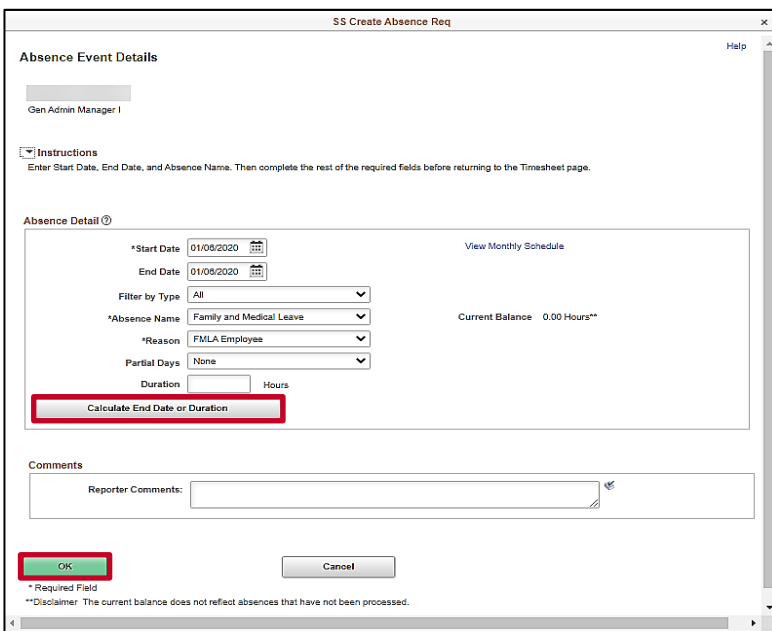 SS Create Absence Req
×
Help
Absence Event Details
Gen Admin Manager I
Instructions
Enter Start Date, End Date, and Absence Name. Then complete the rest of the required fields before returning to the Timesheet page.
Absence Detail
*Start Date 01/06/2020 View Monthly Schedule
End Date 01/06/2020
Filter by Type All
*Absence Name Family and Medical Leave Current Balance 0.00 Hours**
*Reason FMLA Employee
Partial Days None
Duration Hours
Calculate End Date or Duration
Comments
Reporter Comments:
OK Cancel
* Required Field
**Disclaimer The current balance does not reflect absences that have not been processed.